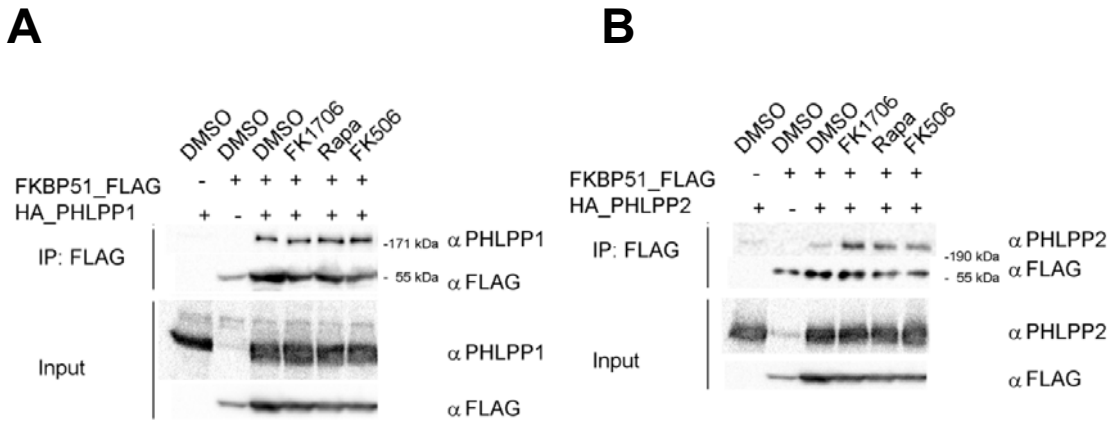 A
DMSO DMSO DMSO FK1706 Rapa FK506
FKBP51_FLAG - + + + + +
HA_PHLPP1 + - + + + +
IP: FLAG
-171 kDa α PHLPP1
- 55 kDa α FLAG
Input
α PHLPP1
α FLAG
B
DMSO DMSO DMSO FK1706 Rapa FK506
FKBP51_FLAG - + + + + +
HA_PHLPP2 + - + + + +
IP: FLAG
α PHLPP2
-190 kDa
- 55 kDa α FLAG
Input
α PHLPP2
α FLAG